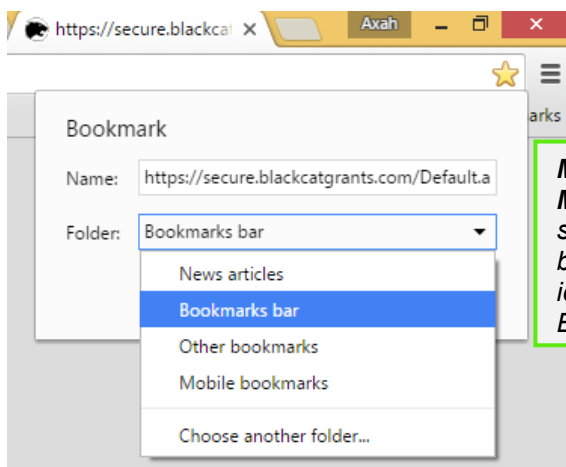 https://secure.blackcat
Axah
arks
Bookmark
Name: https://secure.blackcatgrants.com/Default.a
Folder: Bookmarks bar
News articles
Bookmarks bar
Other bookmarks
Mobile bookmarks
Choose another folder...